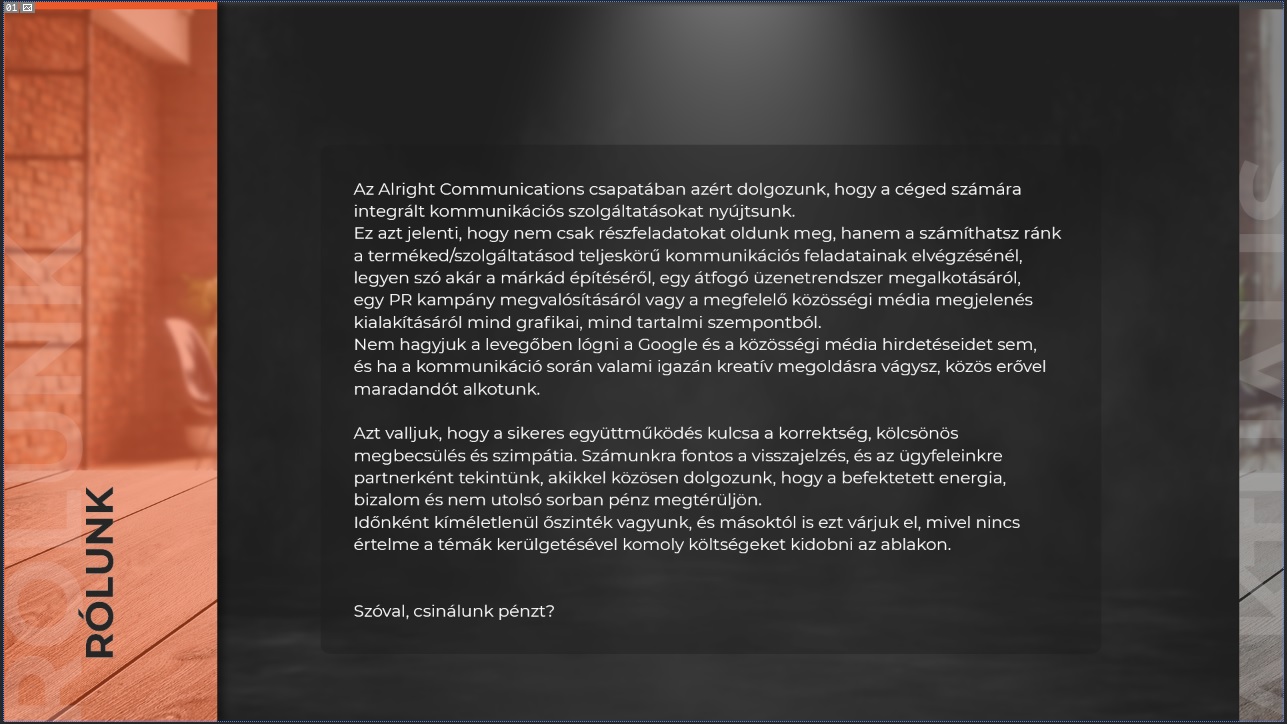 01
RÓLUNK
RÓLUNK
Az Alright Communications csapatában azért dolgozunk, hogy a céged számára
integrált kommunikációs szolgáltatásokat nyújtsunk.
Ez azt jelenti, hogy nem csak részfeladatokat oldunk meg, hanem a számíthatsz ránk
a terméked/szolgáltatásod teljeskörű kommunikációs feladatainak elvégzésénél,
legyen szó akár a márkád építéséről, egy átfogó üzenetrendszer megalkotásáról,
egy PR kampány megvalósításáról vagy a megfelelő közösségi média megjelenés
kialakításáról mind grafikai, mind tartalmi szempontból.
Nem hagyjuk a levegőben lógni a Google és a közösségi média hirdetéseidet sem,
és ha a kommunikáció során valami igazán kreatív megoldásra vágysz, közös erővel
maradandót alkotunk.
Azt valljuk, hogy a sikeres együttműködés kulcsa a korrektség, kölcsönös
megbecsülés és szimpátia. Számunkra fontos a visszajelzés, és az ügyfeleinkre
partnerként tekintünk, akikkel közösen dolgozunk, hogy a befektetett energia,
bizalom és nem utolsó sorban pénz megtérüljön.
Időnként kíméletlenül őszinték vagyunk, és másoktól is ezt várjuk el, mivel nincs
értelme a témák kerülgetésével komoly költségeket kidobni az ablakon.
Szóval, csinálunk pénzt?